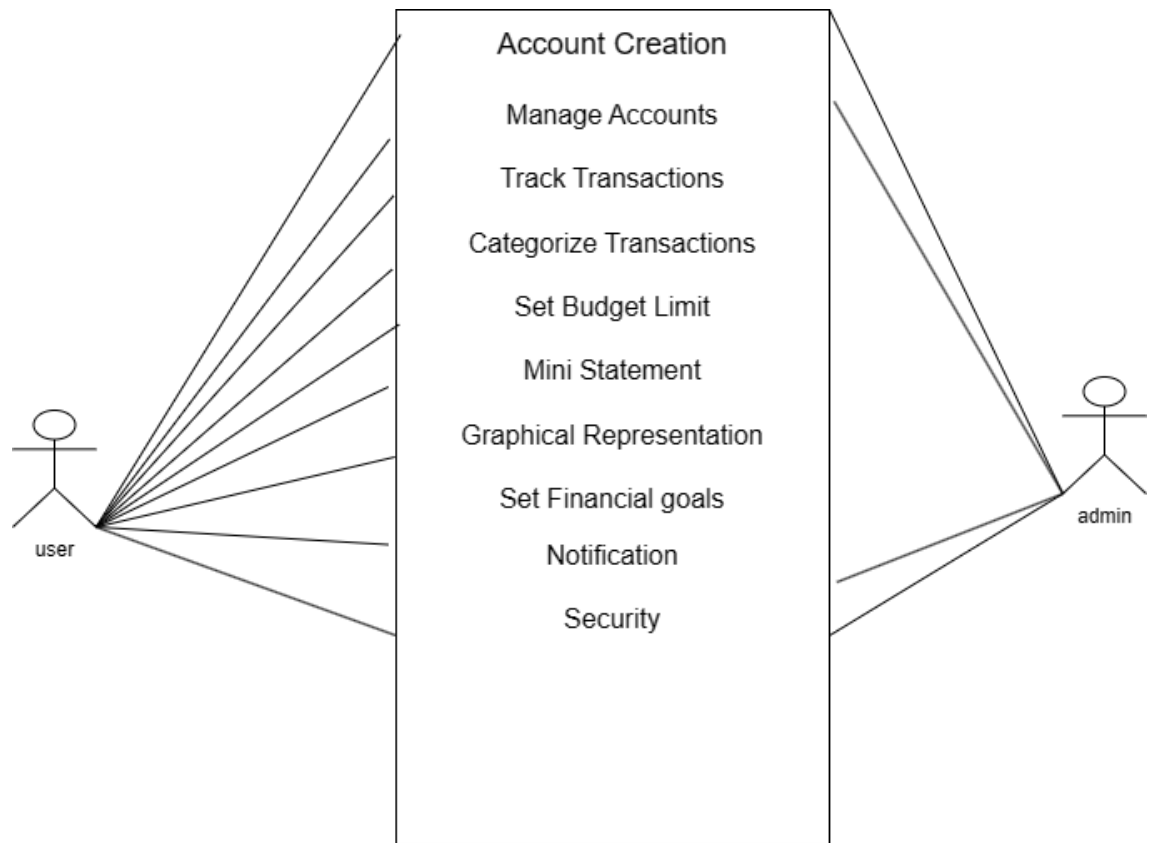 Account Creation
Manage Accounts
Track Transactions
Categorize Transactions
Set Budget Limit
Mini Statement
Graphical Representation
Set Financial goals
Notification
Security
user
admin